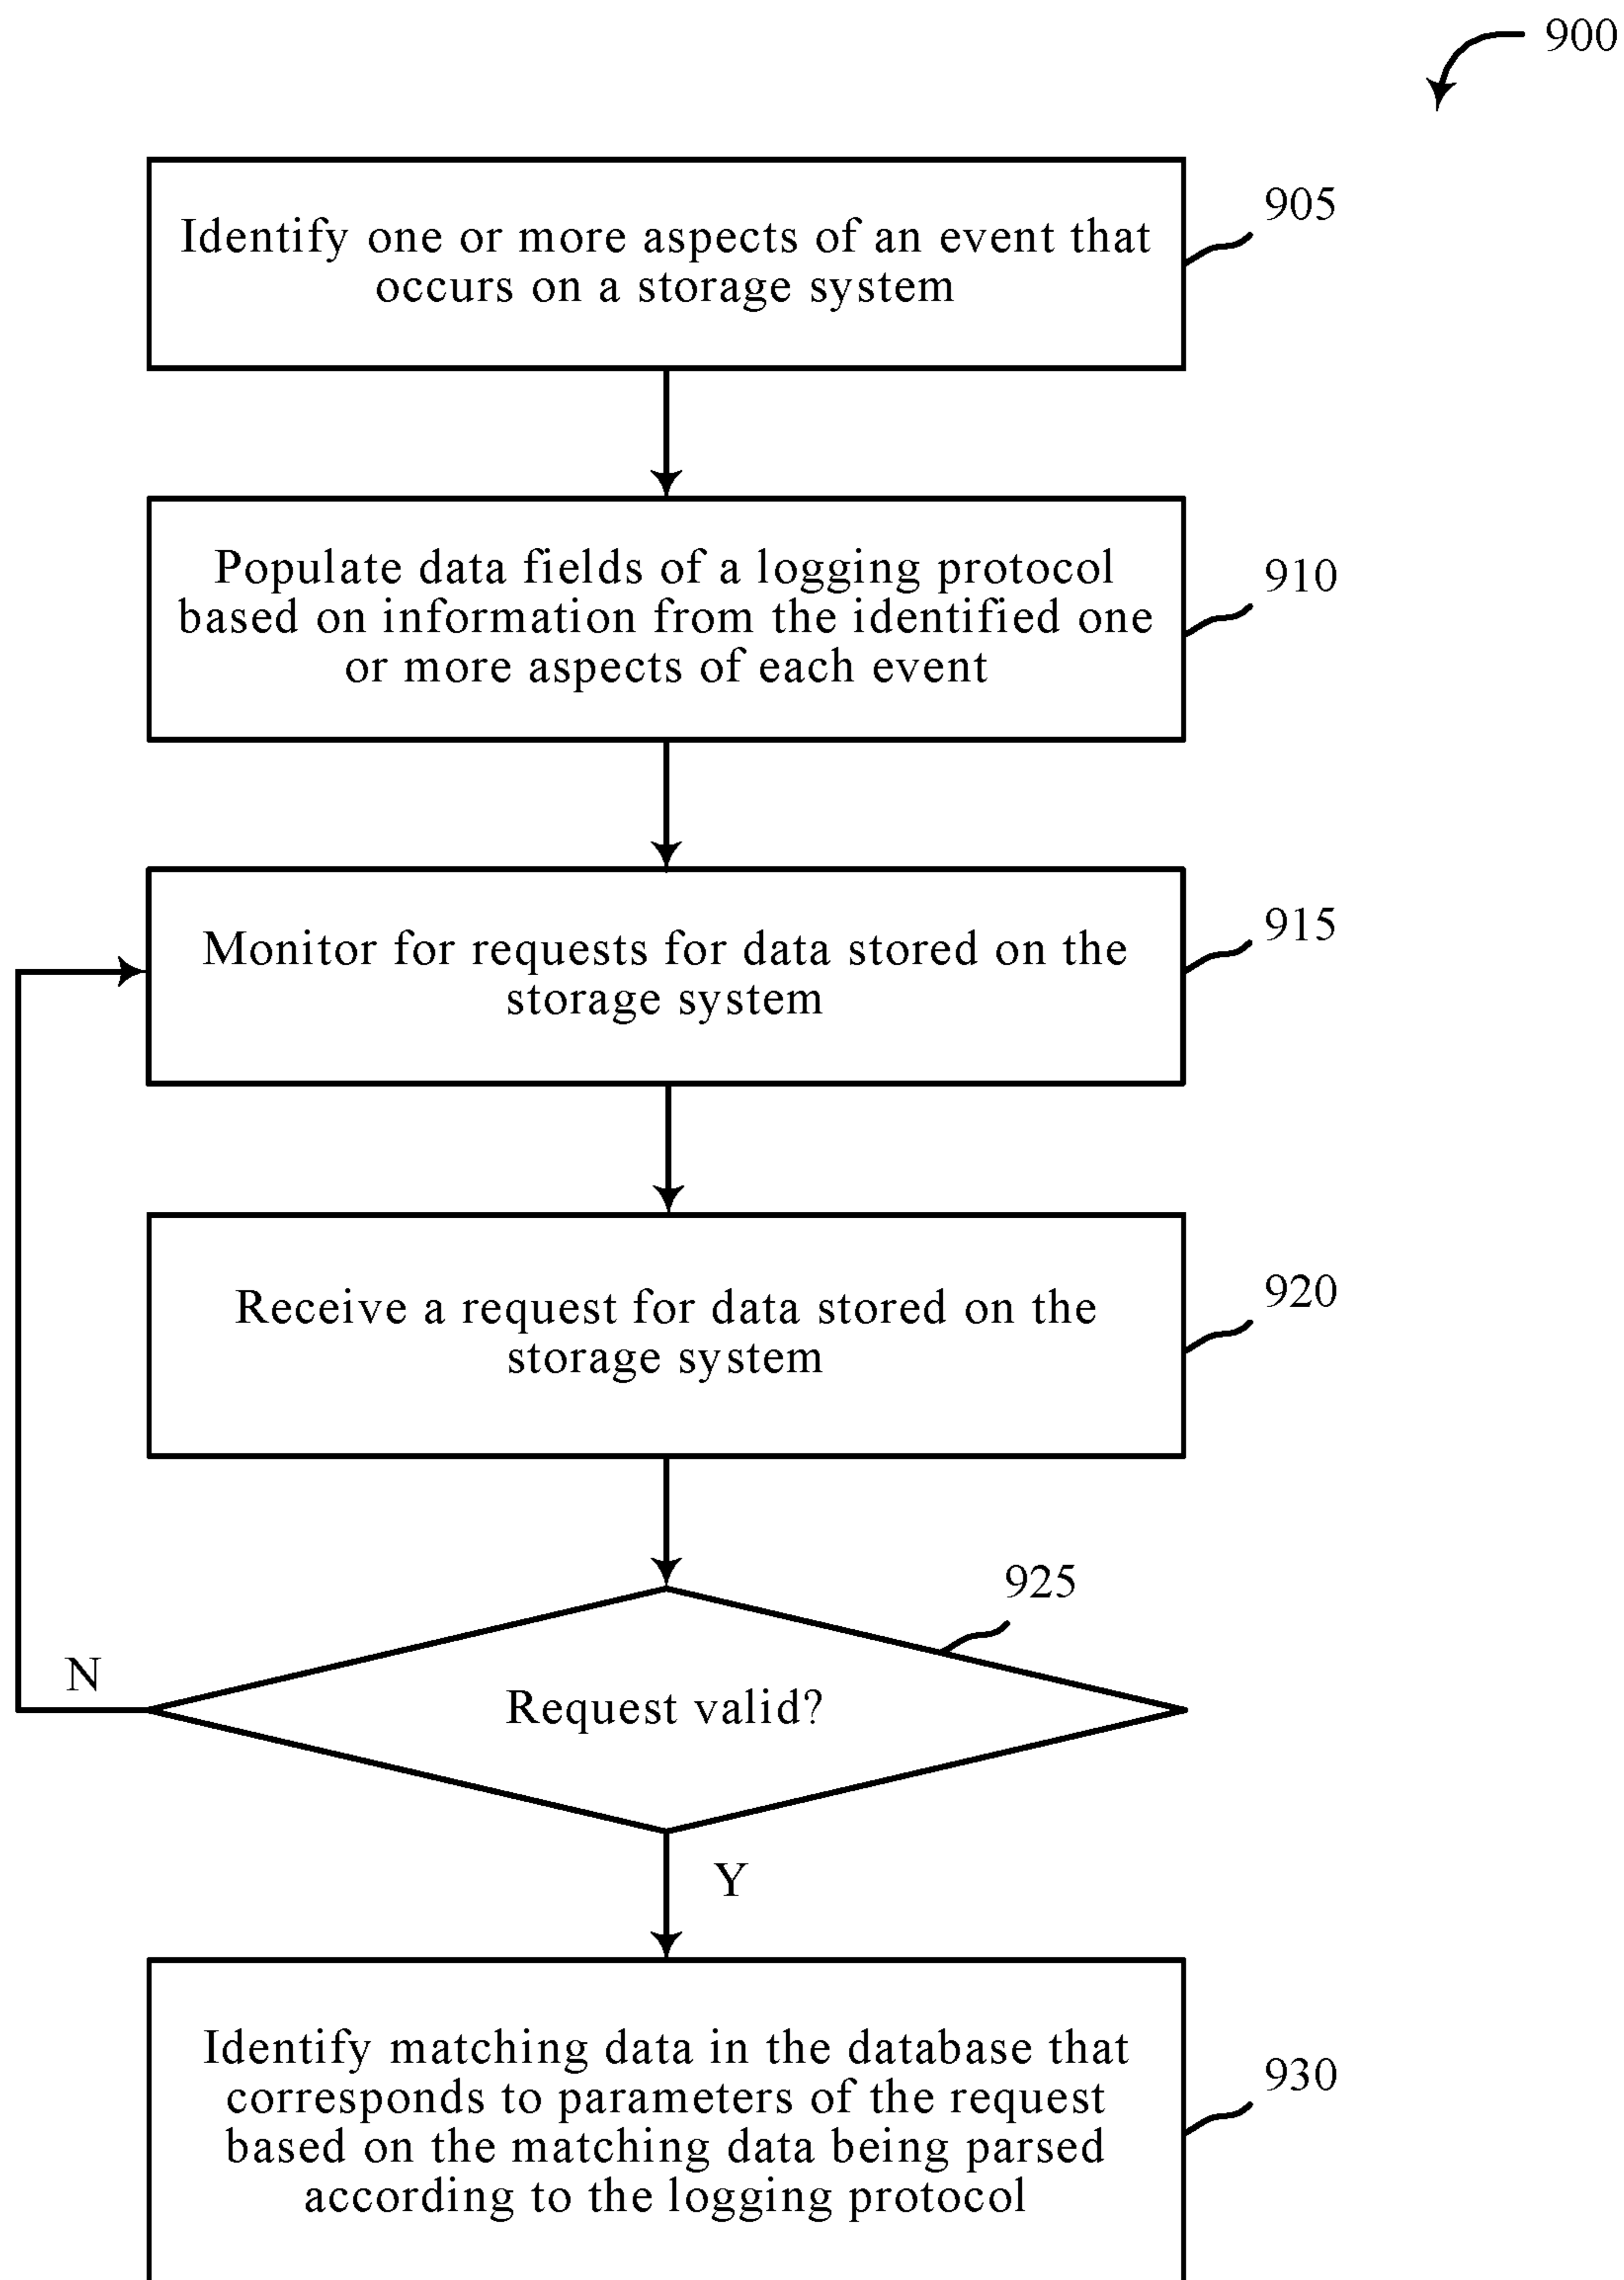 900
905
Identify one or more aspects of an event that
occurs on a storage system
910
Populate data fields of a logging protocol
based on information from the identified one
or more aspects of each event
915
Monitor for requests for data stored on the
storage system
920
Receive a request for data stored on the
storage system
925
N
Request valid?
Y
930
Identify matching data in the database that
corresponds to parameters of the request
based on the matching data being parsed
according to the logging protocol